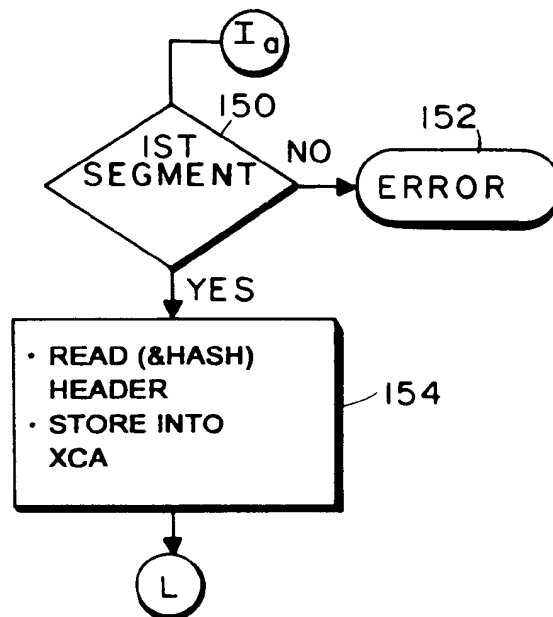 Ia
150
1ST
SEGMENT
NO
152
ERROR
YES
· READ (&HASH)
HEADER
· STORE INTO
XCA
154
L